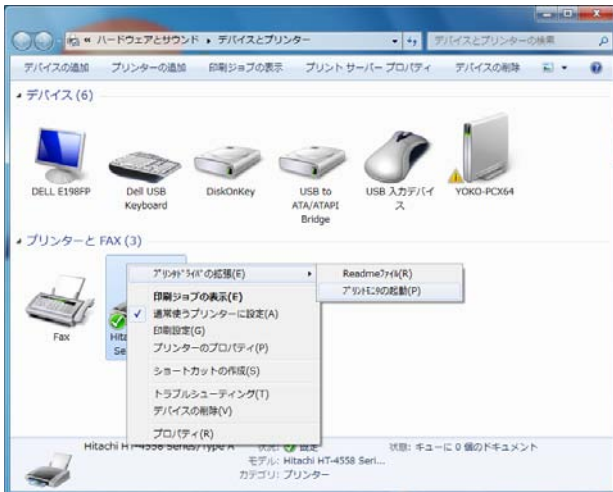 « ハードウェアとサウンド ▸ デバイスとプリンター
デバイスとプリンターの検索
デバイスの追加 プリンターの追加 印刷ジョブの表示 プリント サーバー プロパティ デバイスの削除
デバイス (6)
DELL E198FP
Dell USB
Keyboard
DiskOnKey
USB to
ATA/ATAPI
Bridge
USB 入力デバイ
ス
YOKO-PCX64
プリンターと FAX (3)
Fax
Hita
Se
プリンタドライバの拡張(E)
Readmeファイル(R)
プリントモニタの起動(P)
印刷ジョブの表示(E)
通常使うプリンターに設定(A)
印刷設定(G)
プリンターのプロパティ(P)
ショートカットの作成(S)
トラブルシューティング(T)
デバイスの削除(V)
プロパティ(R)
Hitachi HT-4558 Series/Type A
状態: キューに 0 個のドキュメント
モデル: Hitachi HT-4558 Seri...
カテゴリ: プリンター